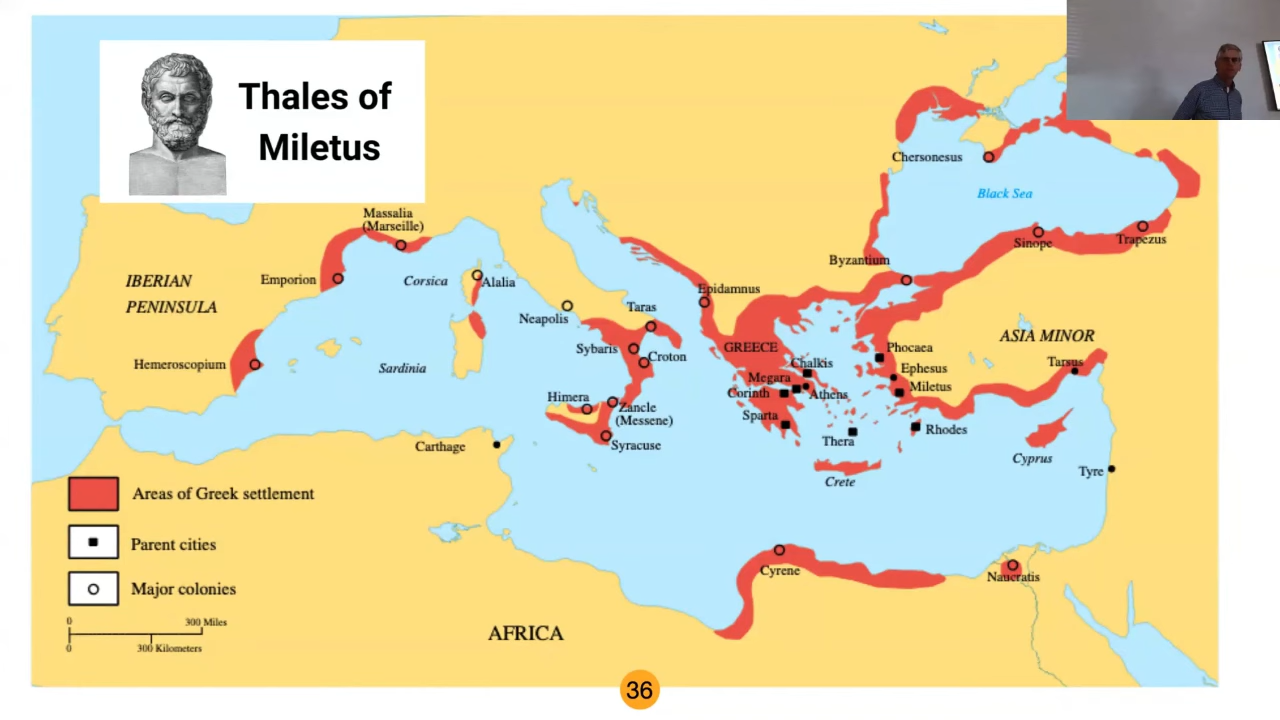 Thales of
Miletus
Massalia
(Marseille)
Chersonesus
Black Sea
Sinope
Trapezus
Byzantium
IBERIAN
PENINSULA
Emporion
Corsica
Alalia
Epidamnus
Neapolis
Taras
ASIA MINOR
Hemeroscopium
Sardinia
Sybaris
Croton
GREECE
Phocaea
Chalkis
Tarsus
Ephesus
Megara
Miletus
Corinth
Athens
Himera
Zancle
(Messene)
Sparta
Rhodes
Thera
Carthage
Syracuse
Cyprus
Tyre
Crete
Areas of Greek settlement
Parent cities
Major colonies
Cyrene
Naucratis
0
300 Miles
0
300 Kilometers
AFRICA
36